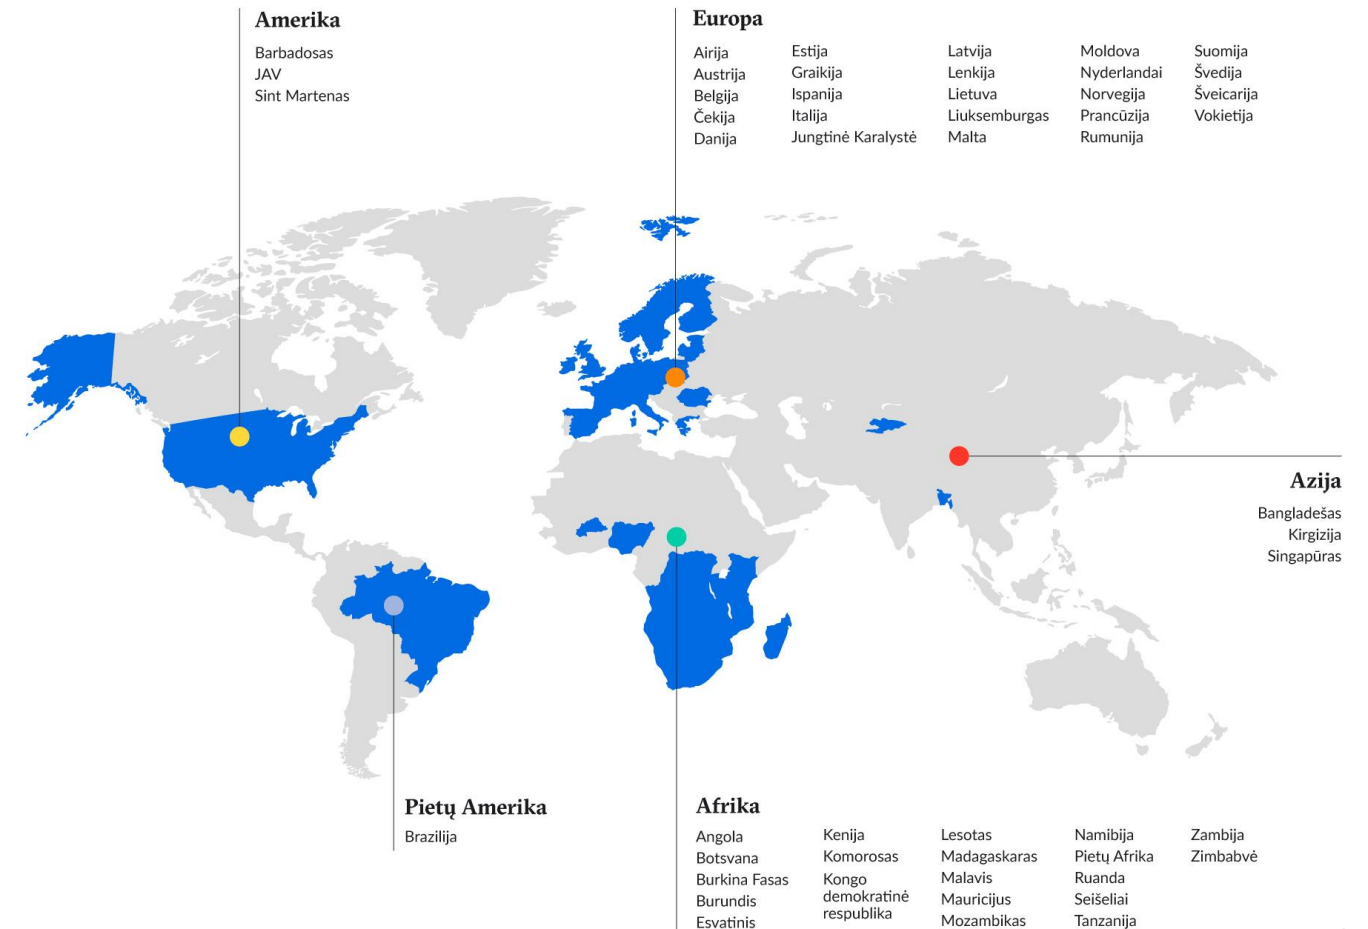 Amerika
Barbadosas
JAV
Sint Martenas
Europa
Airija
Austrija
Belgija
Čekija
Danija
Estija
Graikija
Ispanija
Italija
Jungtinė Karalystė
Latvija
Lenkija
Lietuva
Liuksemburgas
Malta
Moldova
Nyderlandai
Norvegija
Prancūzija
Rumunija
Suomija
Švedija
Šveicarija
Vokietija
Azija
Bangladešas
Kirgizija
Singapūras
Pietų Amerika
Brazilija
Afrika
Angola
Botsvana
Burkina Fasas
Burundis
Esvatinis
Kenija
Komorosas
Kongo
demokratinė
respublika
Lesotas
Madagaskaras
Malavis
Mauricijus
Mozambikas
Namibija
Pietų Afrika
Ruanda
Seišeliai
Tanzanija
Zambija
Zimbabvė